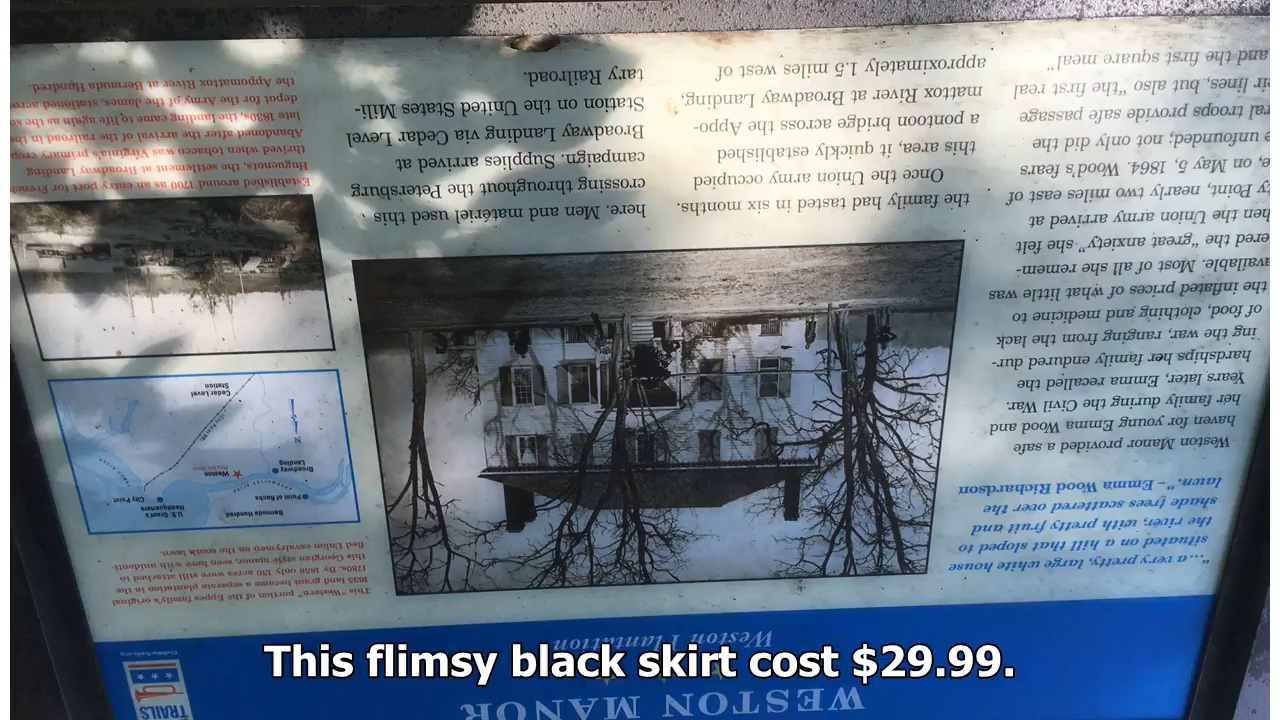 WESTON MANOR
Weston Plantation
TRAILS
CivilWarTrails.org
"…a very pretty, large white house
situated on a hill that sloped to
the river, with pretty fruit and
shade trees scattered over the
lawn." – Emma Wood Richardson
Weston Manor provided a safe
haven for young Emma Wood and
her family during the Civil War.
Years later, Emma recalled the
hardships her family endured dur-
ing the war, ranging from the lack
of food, clothing and medicine to
the inflated prices of what little was
available. Most of all she remem-
ered the "great anxiety" she felt
hen the Union army arrived at
ty Point, nearly two miles east of
e, on May 5, 1864. Wood's fears
e unfounded; not only did the
ral troops provide safe passage
eir lines, but also "the first real
and the first square meal"
the family had tasted in six months.
Once the Union army occupied
this area, it quickly established
a pontoon bridge across the Appo-
mattox River at Broadway Landing,
approximately 1.5 miles west of
here. Men and matériel used this
crossing throughout the Petersburg
campaign. Supplies arrived at
Broadway Landing via Cedar Level
Station on the United States Mili-
tary Railroad.
This "Weston" portion of the Eppes family's original
1635 land grant became a separate plantation in the
1780s. By 1858 only 150 acres were still attached to
this Georgian style manor, seen here with unidenti-
fied Union cavalrymen on the south lawn.
Bermuda Hundred
Point of Rocks
U.S. Grant's
Headquarters
City Point
Broadway
Landing
Weston
N
Cedar Level
Station
Established around 1700 as an entry port for French
Huguenots, the settlement at Broadway Landing
thrived when tobacco was Virginia's primary crop
Abandoned after the arrival of the railroad in the
late 1830s, the landing came to life again as the
depot for the Army of the James, stationed
the Appomattox River at Bermuda Hundred.
This flimsy black skirt cost $29.99.